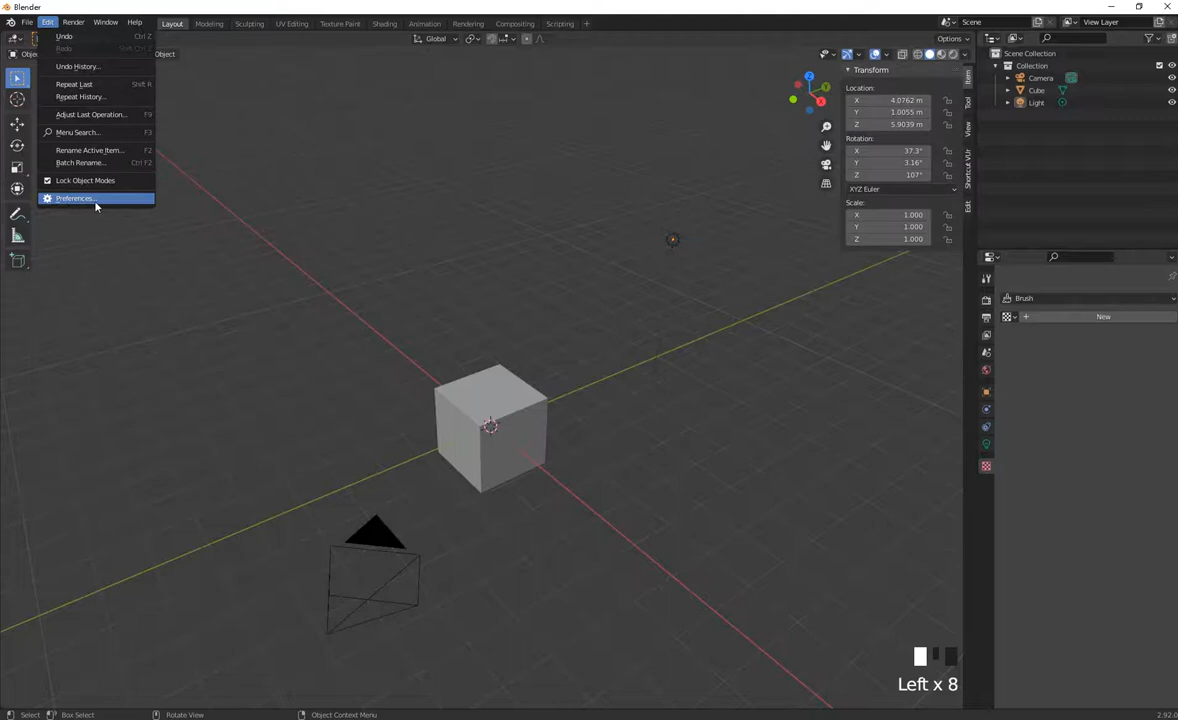 Blender
File Edit Render Window Help Layout Modeling Sculpting UV Editing Texture Paint Shading Animation Rendering Compositing Scripting + Scene View Layer
Global Options
Object
Undo Ctrl Z
Redo Shift Ctrl Z
Undo History...
Repeat Last Shift R
Repeat History...
Adjust Last Operation... F9
Menu Search... F3
Rename Active Item... F2
Batch Rename... Ctrl F2
Lock Object Modes
Preferences...
Z
Y
X
Transform
Location:
X 4.0762 m
Y 1.0055 m
Z 5.9039 m
Rotation:
X 37.3°
Y 3.16°
Z 107°
XYZ Euler
Scale:
X 1.000
Y 1.000
Z 1.000
Item
Tool
View
Shortcut VUr
Edit
Scene Collection
Collection
Camera
Cube
Light
Brush
+ New
Left x 8
Select Box Select Rotate View Object Context Menu 2.92.0